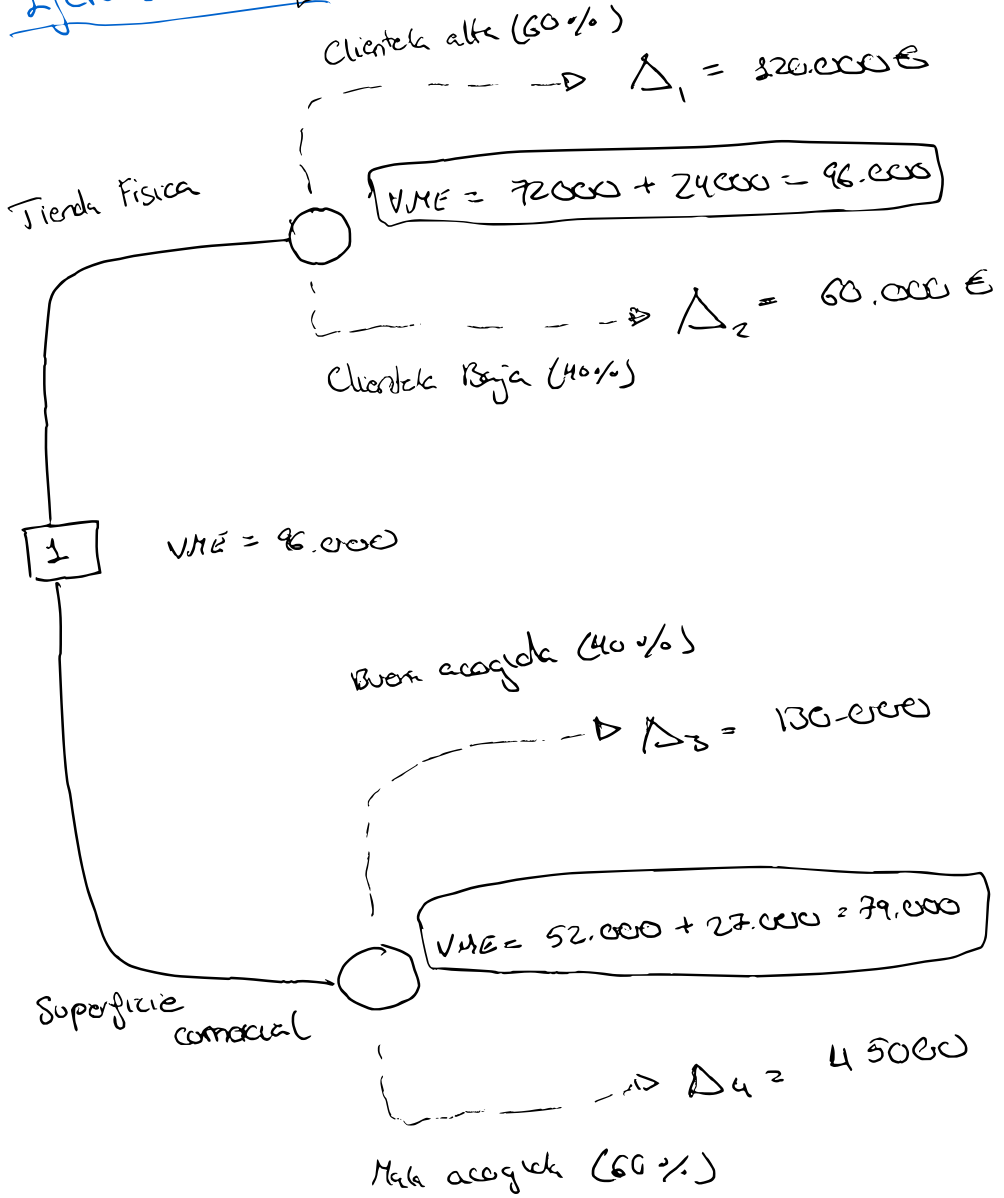 Clientela alta (60%)
Δ₁ = 120.000 €
Tienda Física
VME = 72000 + 24000 = 96.000
Δ₂ = 60.000 €
Clientela Baja (40%)
1
VME = 96.000
Buena acogida (40%)
Δ₃ = 130.000
VME = 52.000 + 27.000 = 79.000
Superficie
comercial
Δ₄ = 45000
Mala acogida (60%)